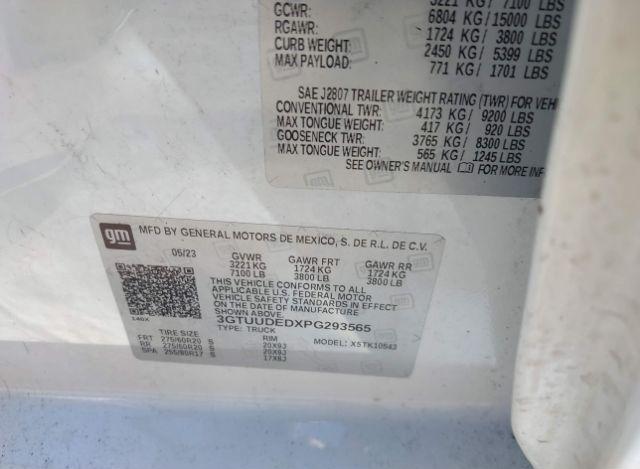 3221 KG / 7100 LBS
GCWR: 6804 KG / 15000 LBS
RGAWR: 1724 KG / 3800 LBS
CURB WEIGHT: 2450 KG / 5399 LBS
MAX PAYLOAD: 771 KG / 1701 LBS
SAE J2807 TRAILER WEIGHT RATING (TWR) FOR VEHI
CONVENTIONAL TWR: 4173 KG / 9200 LBS
MAX TONGUE WEIGHT: 417 KG / 920 LBS
GOOSENECK TWR: 3765 KG / 8300 LBS
MAX TONGUE WEIGHT: 565 KG / 1245 LBS
SEE OWNER'S MANUAL FOR MORE INF
gm MFD BY GENERAL MOTORS DE MEXICO, S. DE R.L. DE C.V.
05/23 GVWR GAWR FRT GAWR RR
3221 KG 1724 KG 1724 KG
7100 LB 3800 LB 3800 LB
THIS VEHICLE CONFORMS TO ALL
APPLICABLE U.S. FEDERAL MOTOR
VEHICLE SAFETY STANDARDS IN EFFECT
ON THE DATE OF MANUFACTURE
SHOWN ABOVE.
3GTUUDEDXPG293565
TYPE: TRUCK X5TK10543
TIRE SIZE RIM
FRT 275/60R20 S 20X9J
RR 275/60R20 S 20X9J
SPA 255/80R17 S 17X8J